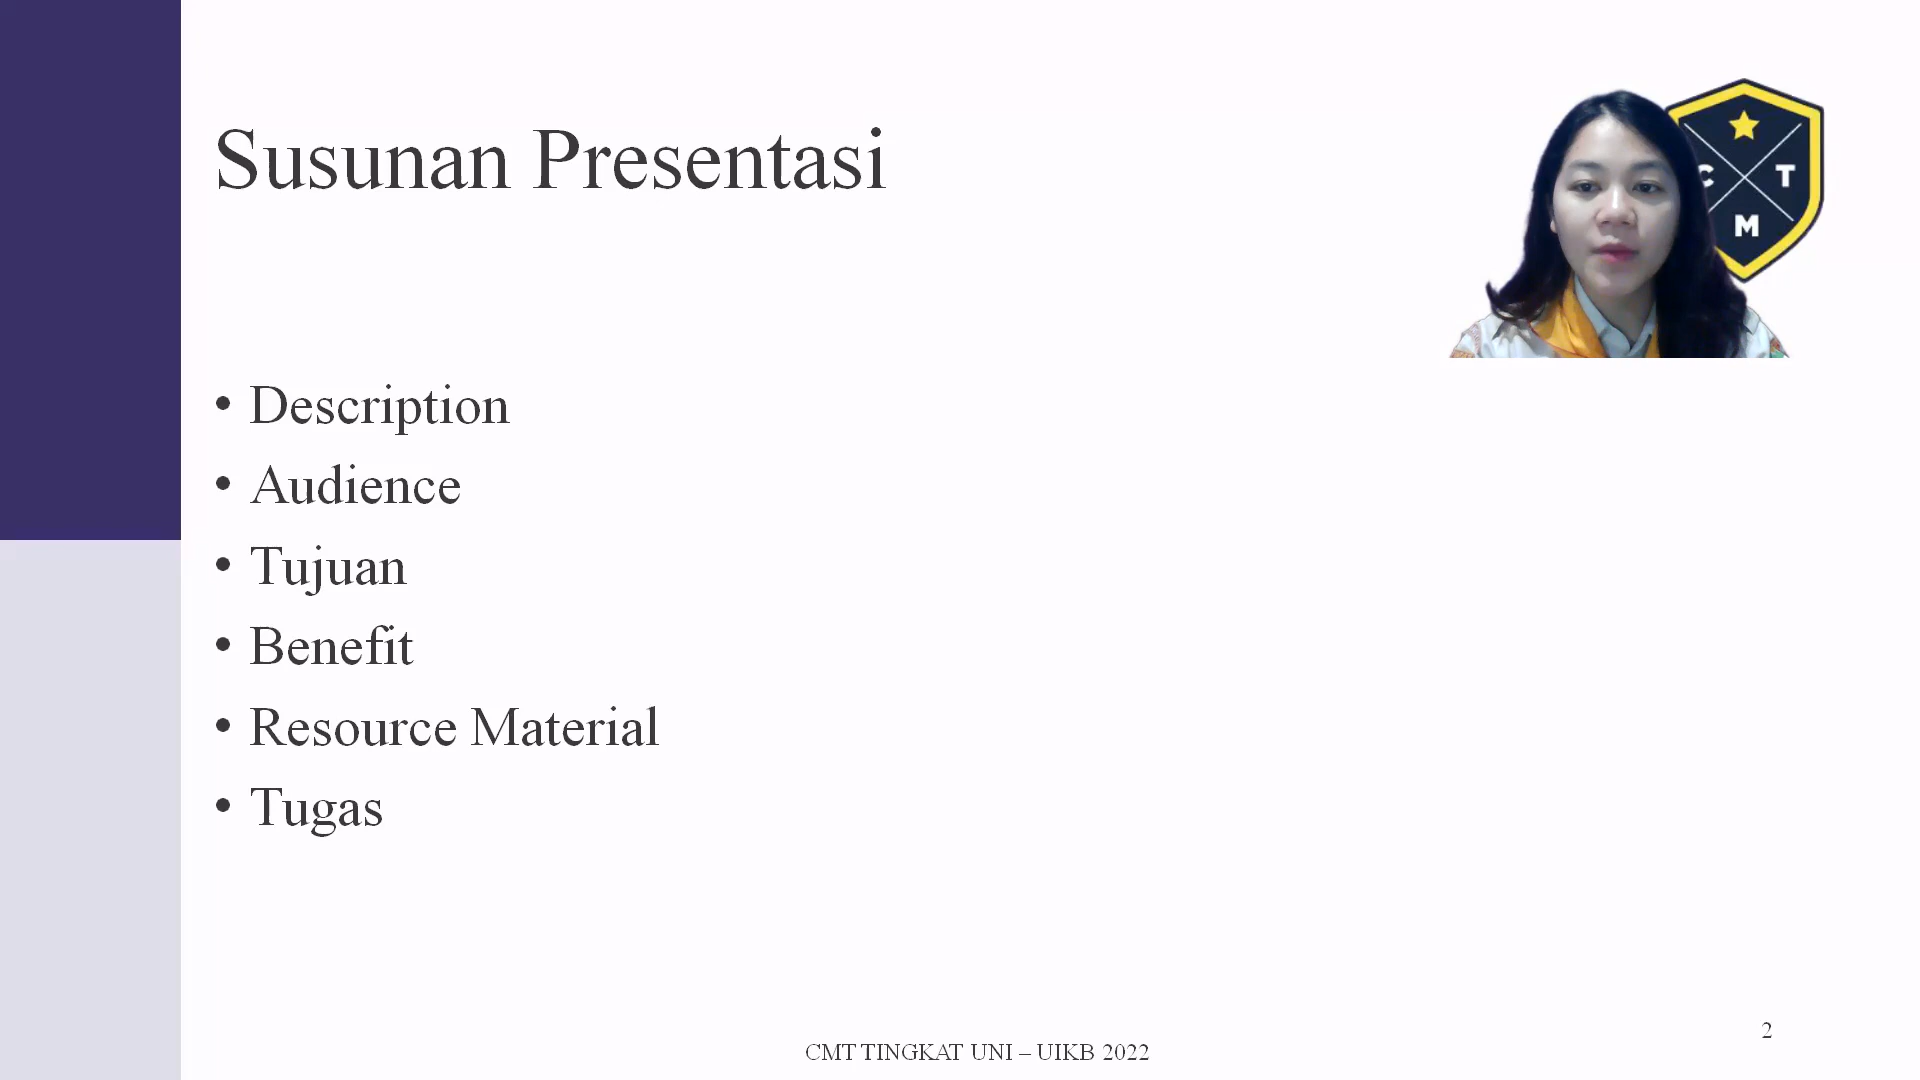 Susunan Presentasi
C T
M
• Description
• Audience
• Tujuan
• Benefit
• Resource Material
• Tugas
2
CMT TINGKAT UNI – UIKB 2022